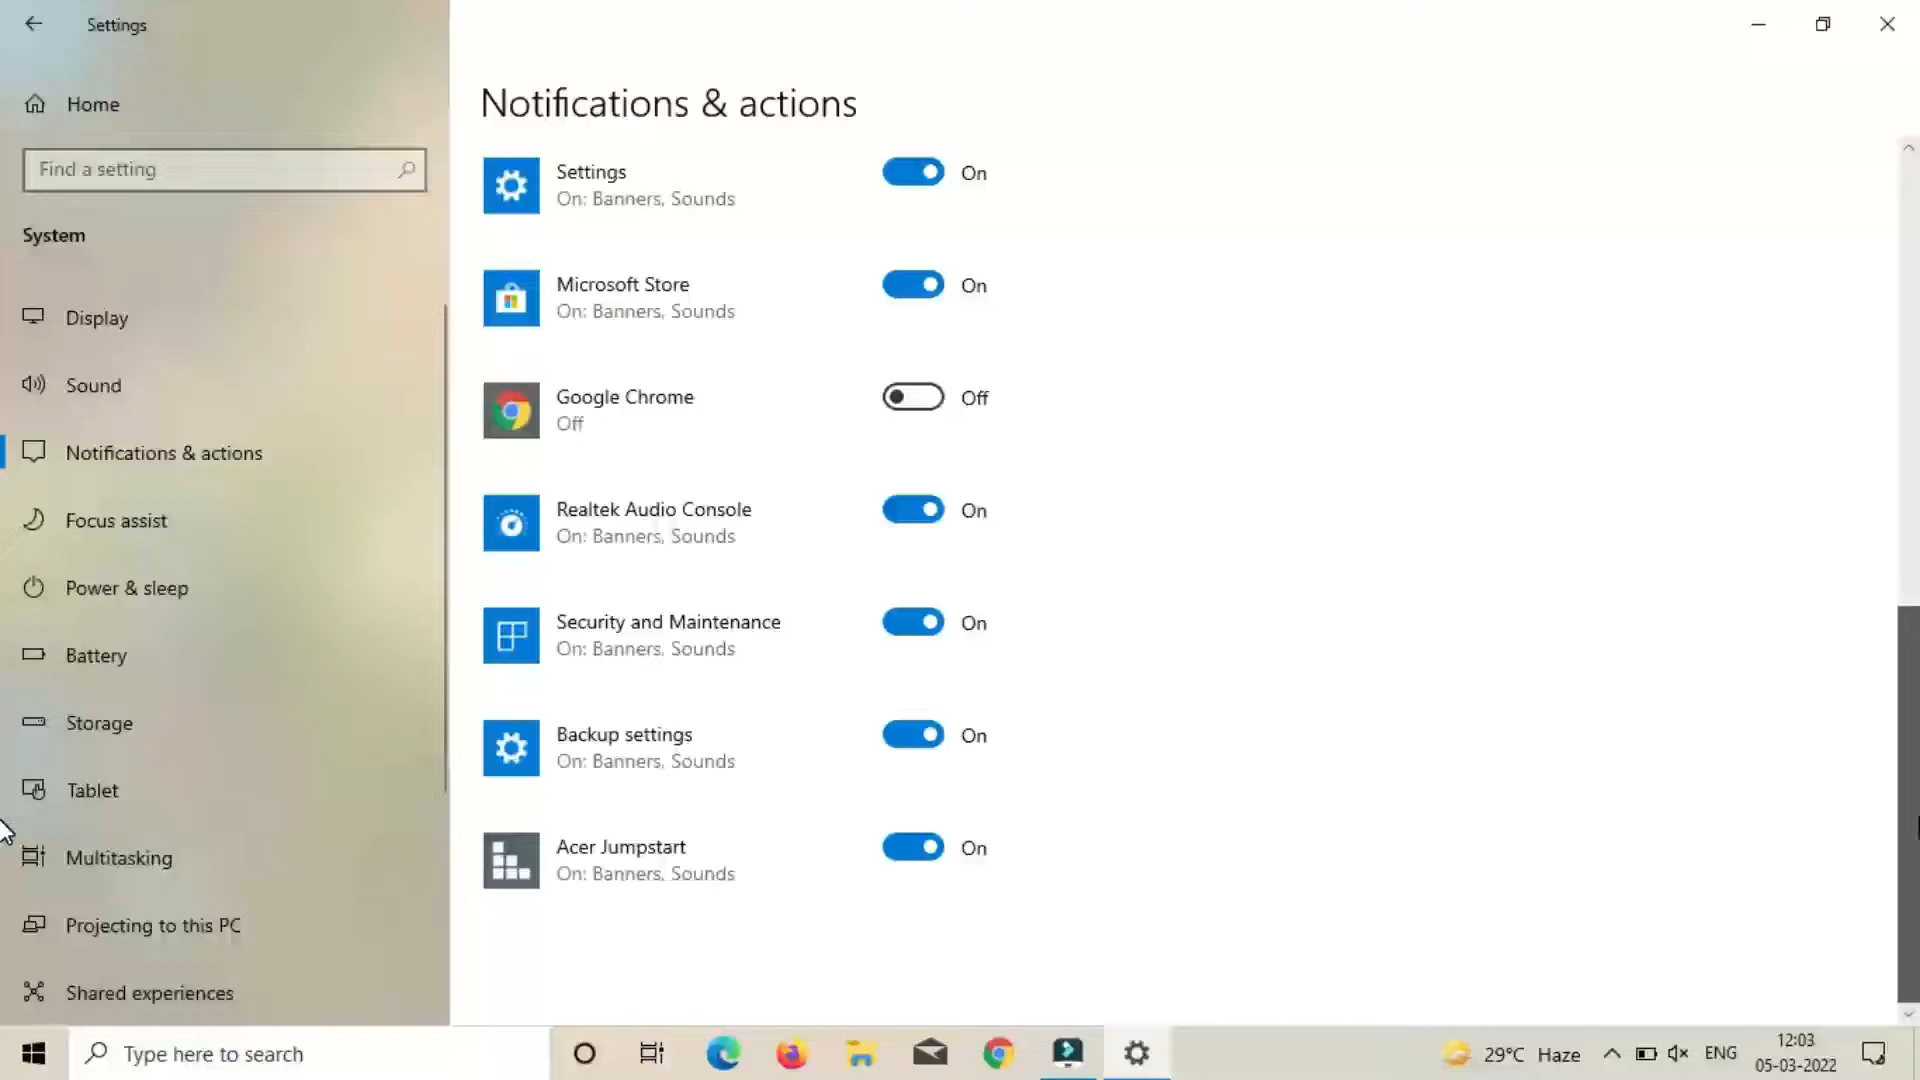 Settings
Home
Find a setting
System
Display
Sound
Notifications & actions
Focus assist
Power & sleep
Battery
Storage
Tablet
Multitasking
Projecting to this PC
Shared experiences
Notifications & actions
Settings
On: Banners, Sounds
On
Microsoft Store
On: Banners, Sounds
On
Google Chrome
Off
Off
Realtek Audio Console
On: Banners, Sounds
On
Security and Maintenance
On: Banners, Sounds
On
Backup settings
On: Banners, Sounds
On
Acer Jumpstart
On: Banners, Sounds
On
Type here to search
29°C Haze
ENG
12:03
05-03-2022